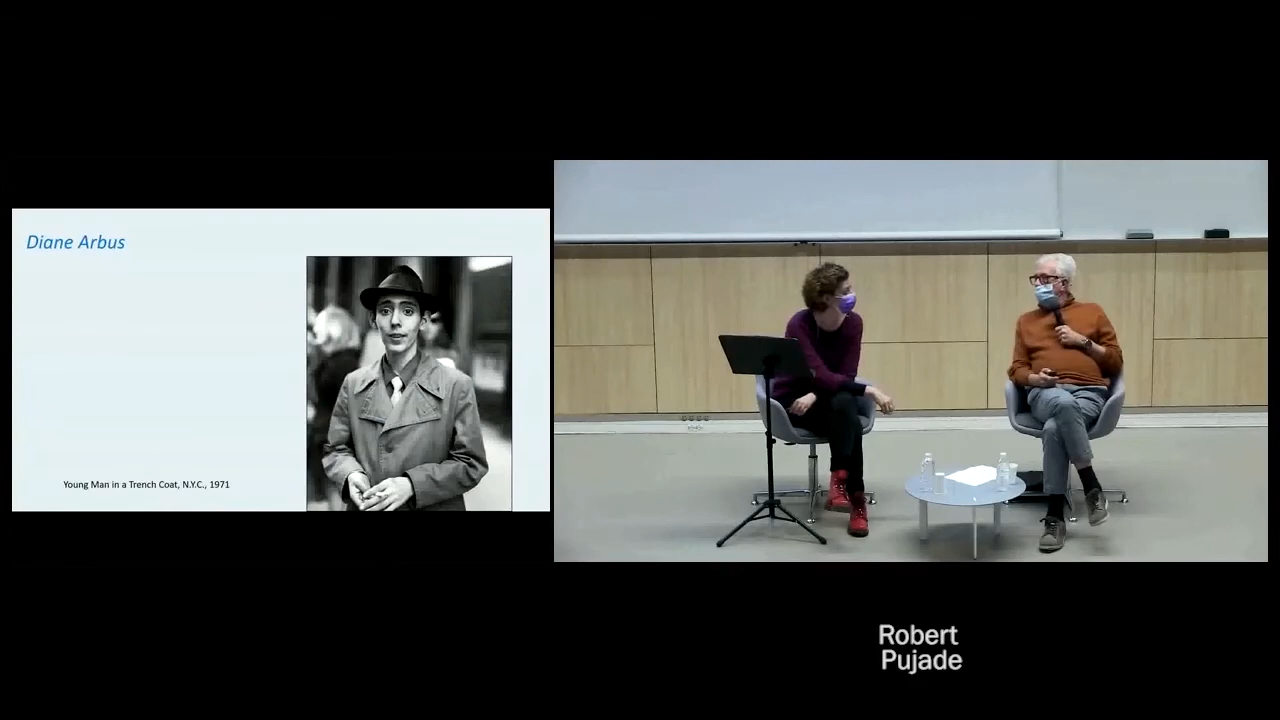 Diane Arbus
Young Man in a Trench Coat, N.Y.C., 1971
Robert
Pujade